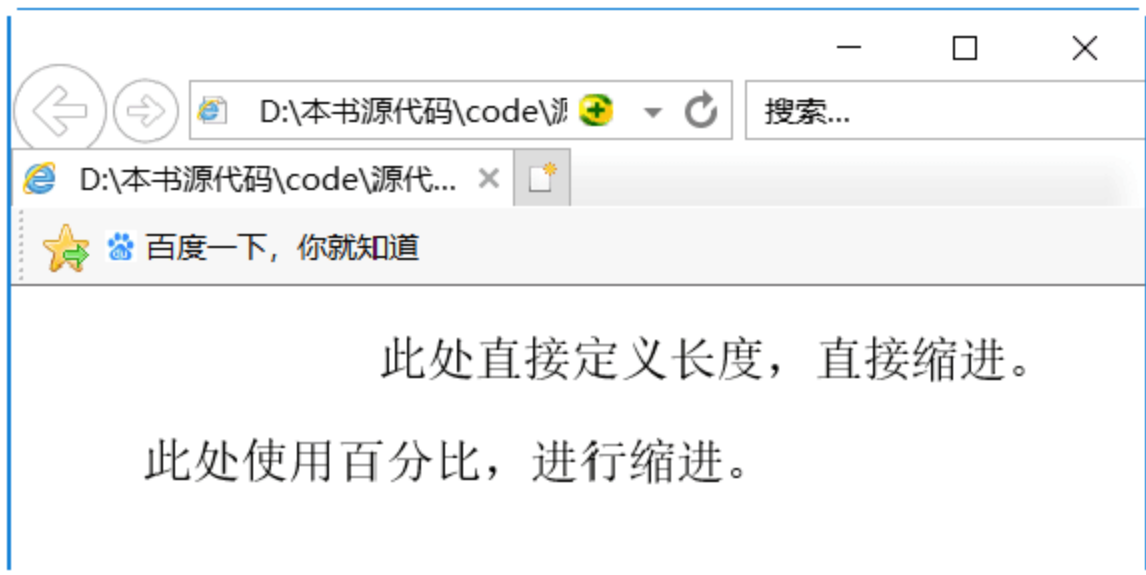 D:\本书源代码\code\源
搜索...
D:\本书源代码\code\源代...
百度一下，你就知道
此处直接定义长度，直接缩进。
此处使用百分比，进行缩进。